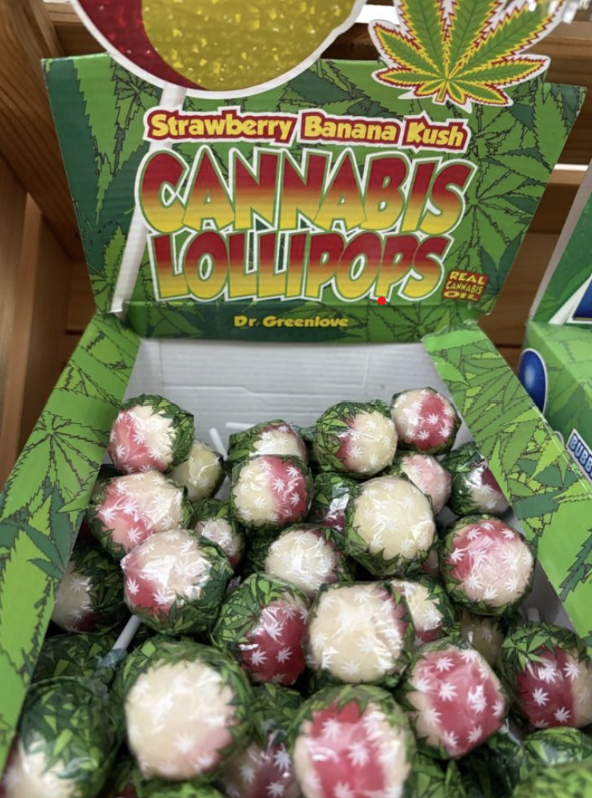 Strawberry Banana Kush
CANNABIS
LOLLIPOPS
REAL
CANNABIS
OIL
Dr. Greenlove